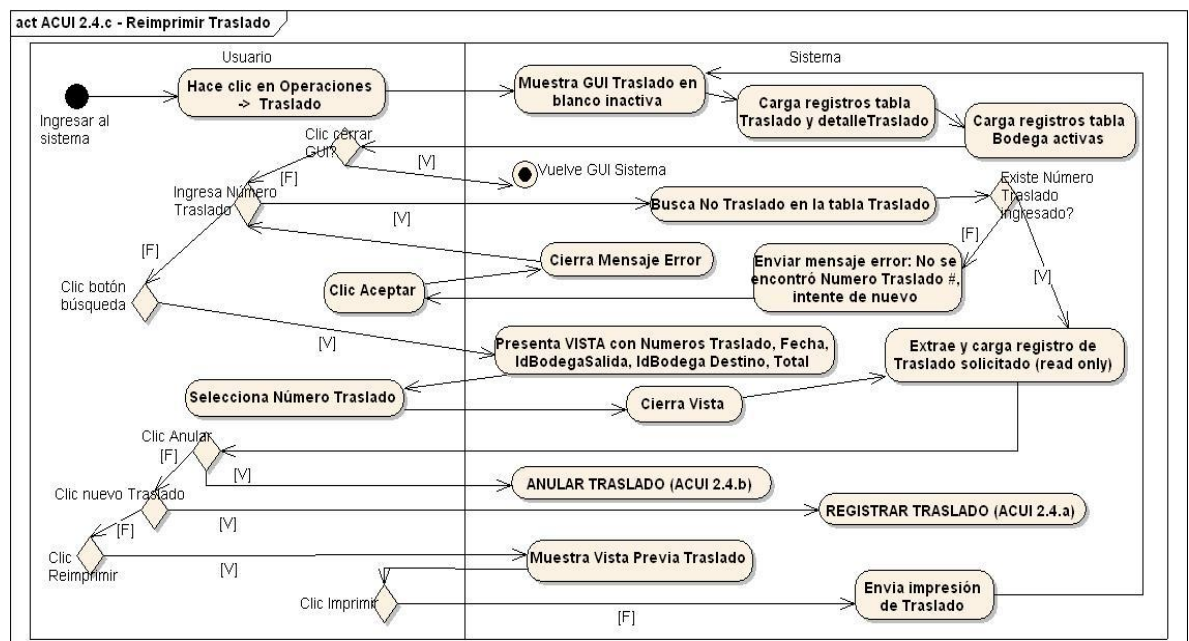 act ACUI 2.4.c - Reimprimir Traslado
Usuario
Sistema
Ingresar al
sistema
Hace clic en Operaciones
-> Traslado
Muestra GUI Traslado en
blanco inactiva
Carga registros tabla
Traslado y detalleTraslado
Carga registros tabla
Bodega activas
Clic cerrar
GUI?
[V]
[F]
Vuelve GUI Sistema
Ingresa Número
Traslado
[V]
[F]
Busca No Traslado en la tabla Traslado
Existe Número
Traslado
ingresado?
[F]
[V]
Enviar mensaje error: No se
encontró Numero Traslado #,
intente de nuevo
Cierra Mensaje Error
Clic Aceptar
Clic botón
búsqueda
[V]
Presenta VISTA con Numeros Traslado, Fecha,
IdBodegaSalida, IdBodega Destino, Total
Extrae y carga registro de
Traslado solicitado (read only)
Selecciona Número Traslado
Cierra Vista
Clic Anular
[F]
[V]
ANULAR TRASLADO (ACUI 2.4.b)
Clic nuevo Traslado
[F]
[V]
REGISTRAR TRASLADO (ACUI 2.4.a)
Clic
Reimprimir
[V]
Muestra Vista Previa Traslado
Clic Imprimir
[F]
Envia impresión
de Traslado